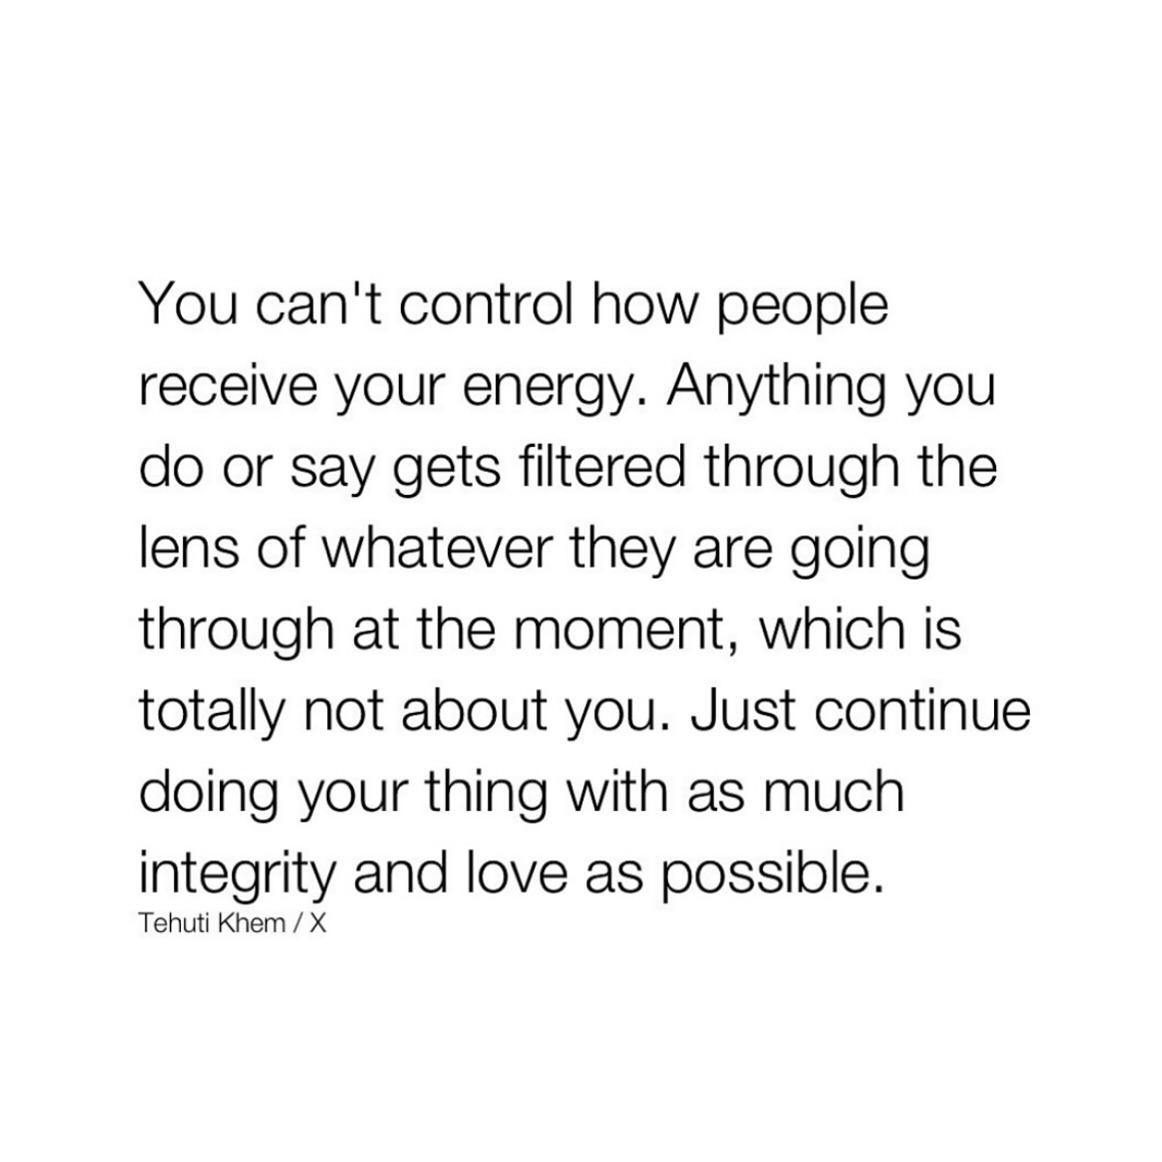 You can't control how people
receive your energy. Anything you
do or say gets filtered through the
lens of whatever they are going
through at the moment, which is
totally not about you. Just continue
doing your thing with as much
integrity and love as possible.
Tehuti Khem / X